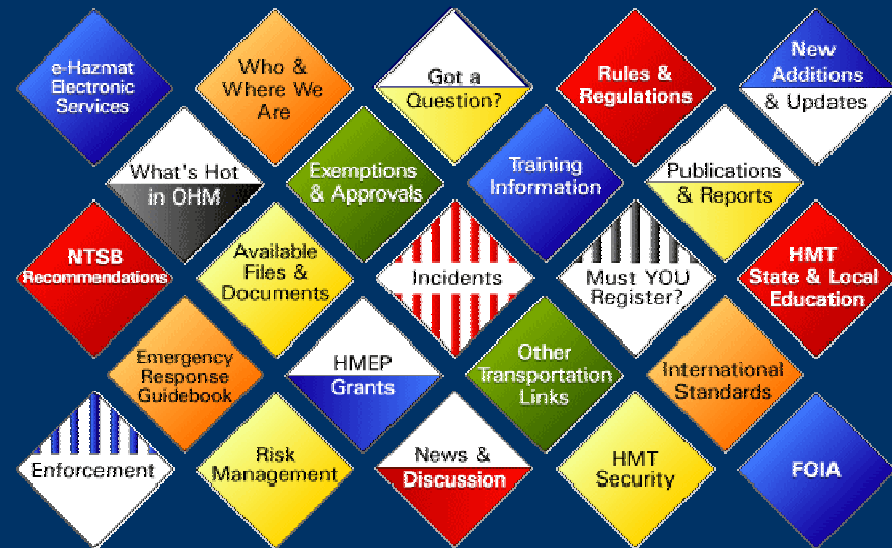 e-Hazmat
Electronic
Services
Who &
Where We
Are
Got a
Question?
Rules &
Regulations
New
Additions
& Updates
What's Hot
in OHM
Exemptions
& Approvals
Training
Information
Publications
& Reports
NTSB
Recommendations
Available
Files &
Documents
Incidents
Must YOU
Register?
HMT
State & Local
Education
Emergency
Response
Guidebook
HMEP
Grants
Other
Transportation
Links
International
Standards
Enforcement
Risk
Management
News &
Discussion
HMT
Security
FOIA